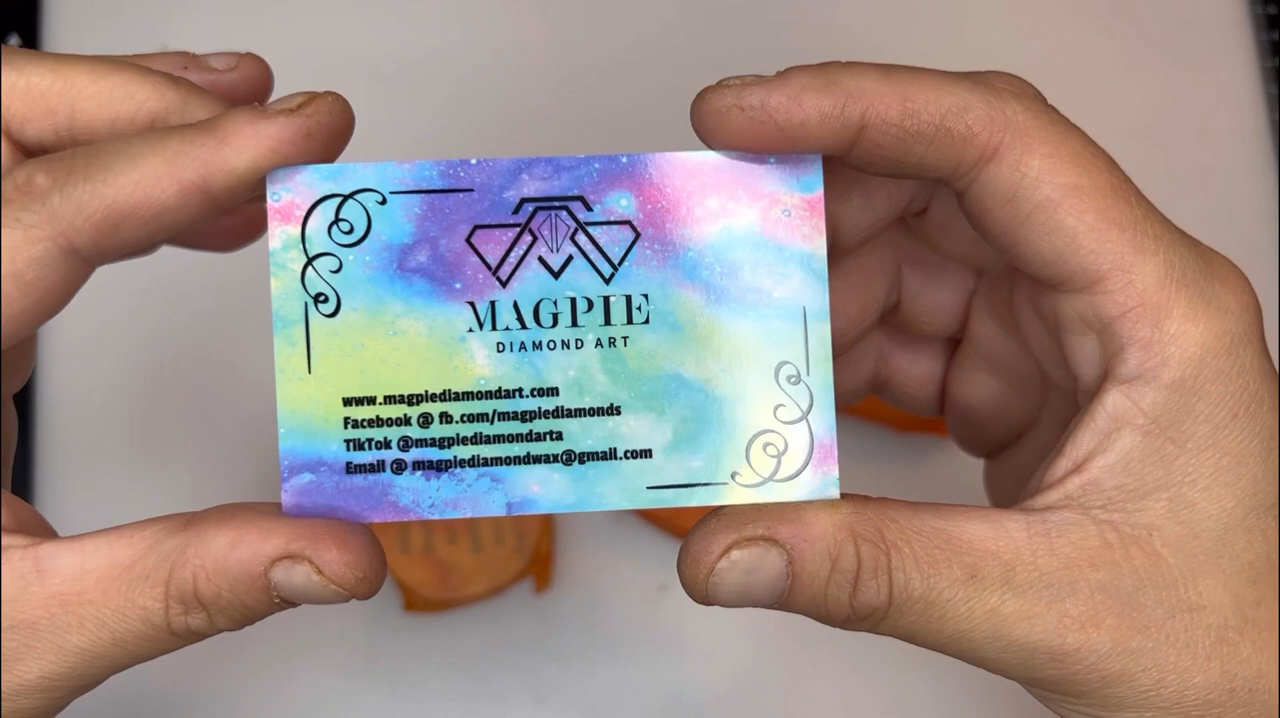 MAGPIE
DIAMOND ART
www.magpiediamondart.com
Facebook @ fb.com/magpiediamonds
TikTok @magpiediamondarta
Email @ magpiediamondwax@gmail.com